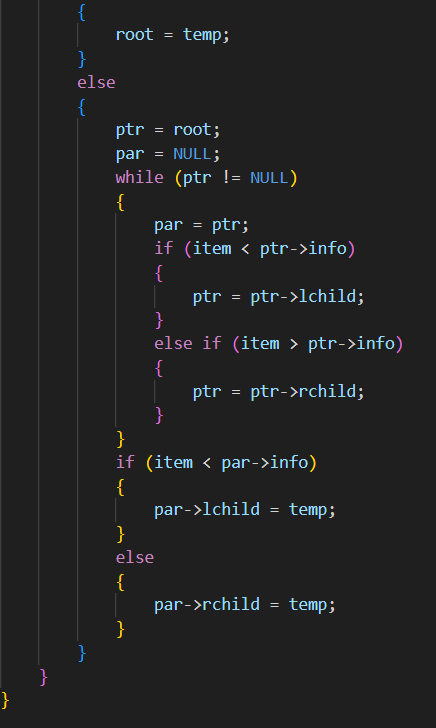 {
            root = temp;
        }
        else
        {
            ptr = root;
            par = NULL;
            while (ptr != NULL)
            {
                par = ptr;
                if (item < ptr->info)
                {
                    ptr = ptr->lchild;
                }
                else if (item > ptr->info)
                {
                    ptr = ptr->rchild;
                }
            }
            if (item < par->info)
            {
                par->lchild = temp;
            }
            else
            {
                par->rchild = temp;
            }
        }
    }
}